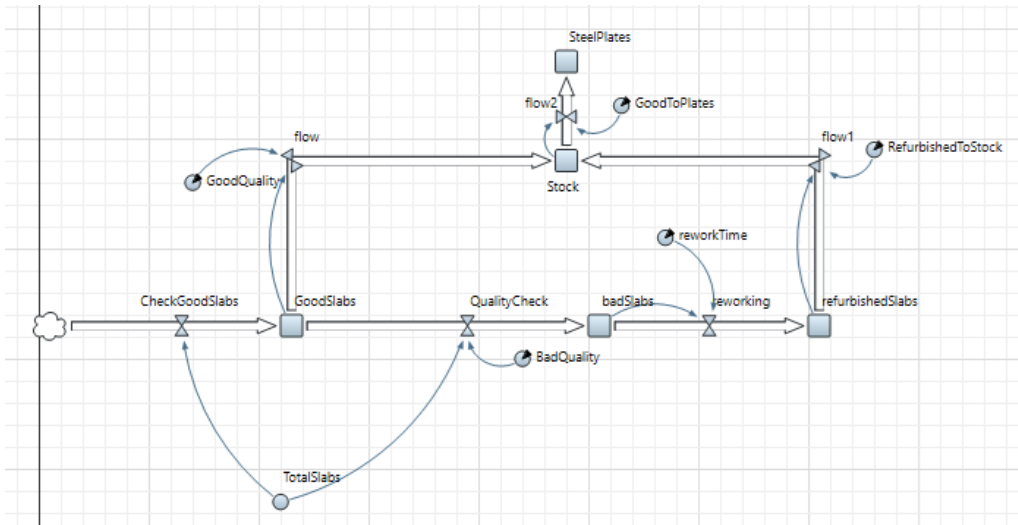 SteelPlates
flow2
GoodToPlates
flow
flow1
RefurbishedToStock
GoodQuality
Stock
reworkTime
CheckGoodSlabs
GoodSlabs
QualityCheck
badSlabs
reworking
refurbishedSlabs
BadQuality
TotalSlabs